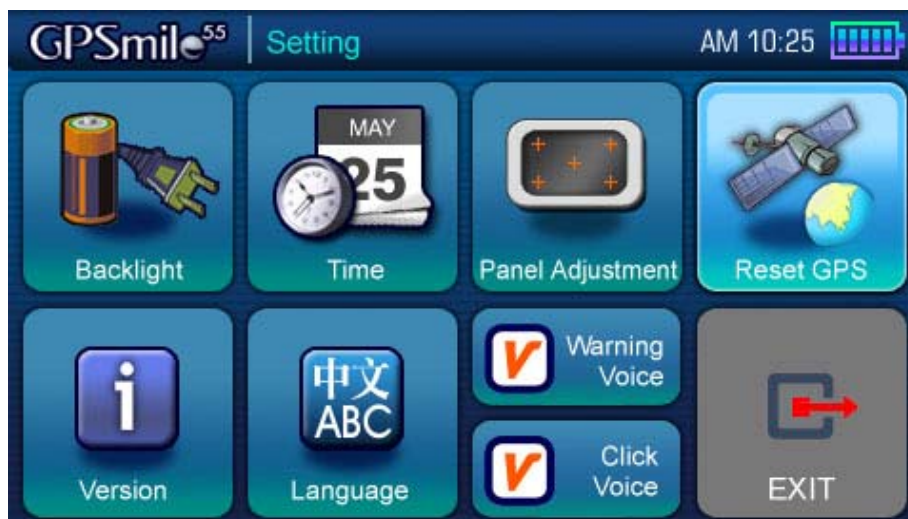 GPSmile55 Setting AM 10:25
MAY
25
Backlight Time Panel Adjustment Reset GPS
i
中文
ABC
Warning
Voice
Click
Voice
Version Language EXIT